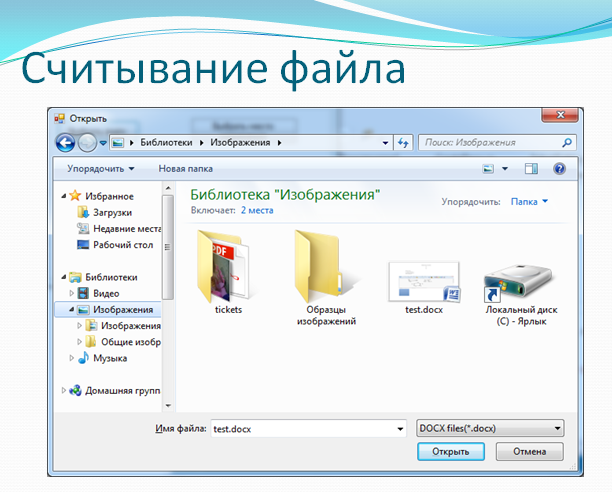 Считывание файла
Открыть
Библиотеки Изображения
Поиск: Изображения
Упорядочить
Новая папка
Избранное
Загрузки
Недавние места
Рабочий стол
Библиотеки
Видео
Изображения
Изображения
Общие изобр
Музыка
Домашняя групп
Библиотека "Изображения"
Включает: 2 места
Упорядочить: Папка
PDF
tickets
Образцы
изображений
test.docx
Локальный диск
(C) - Ярлык
Имя файла: test.docx
DOCX files(*.docx)
Открыть
Отмена